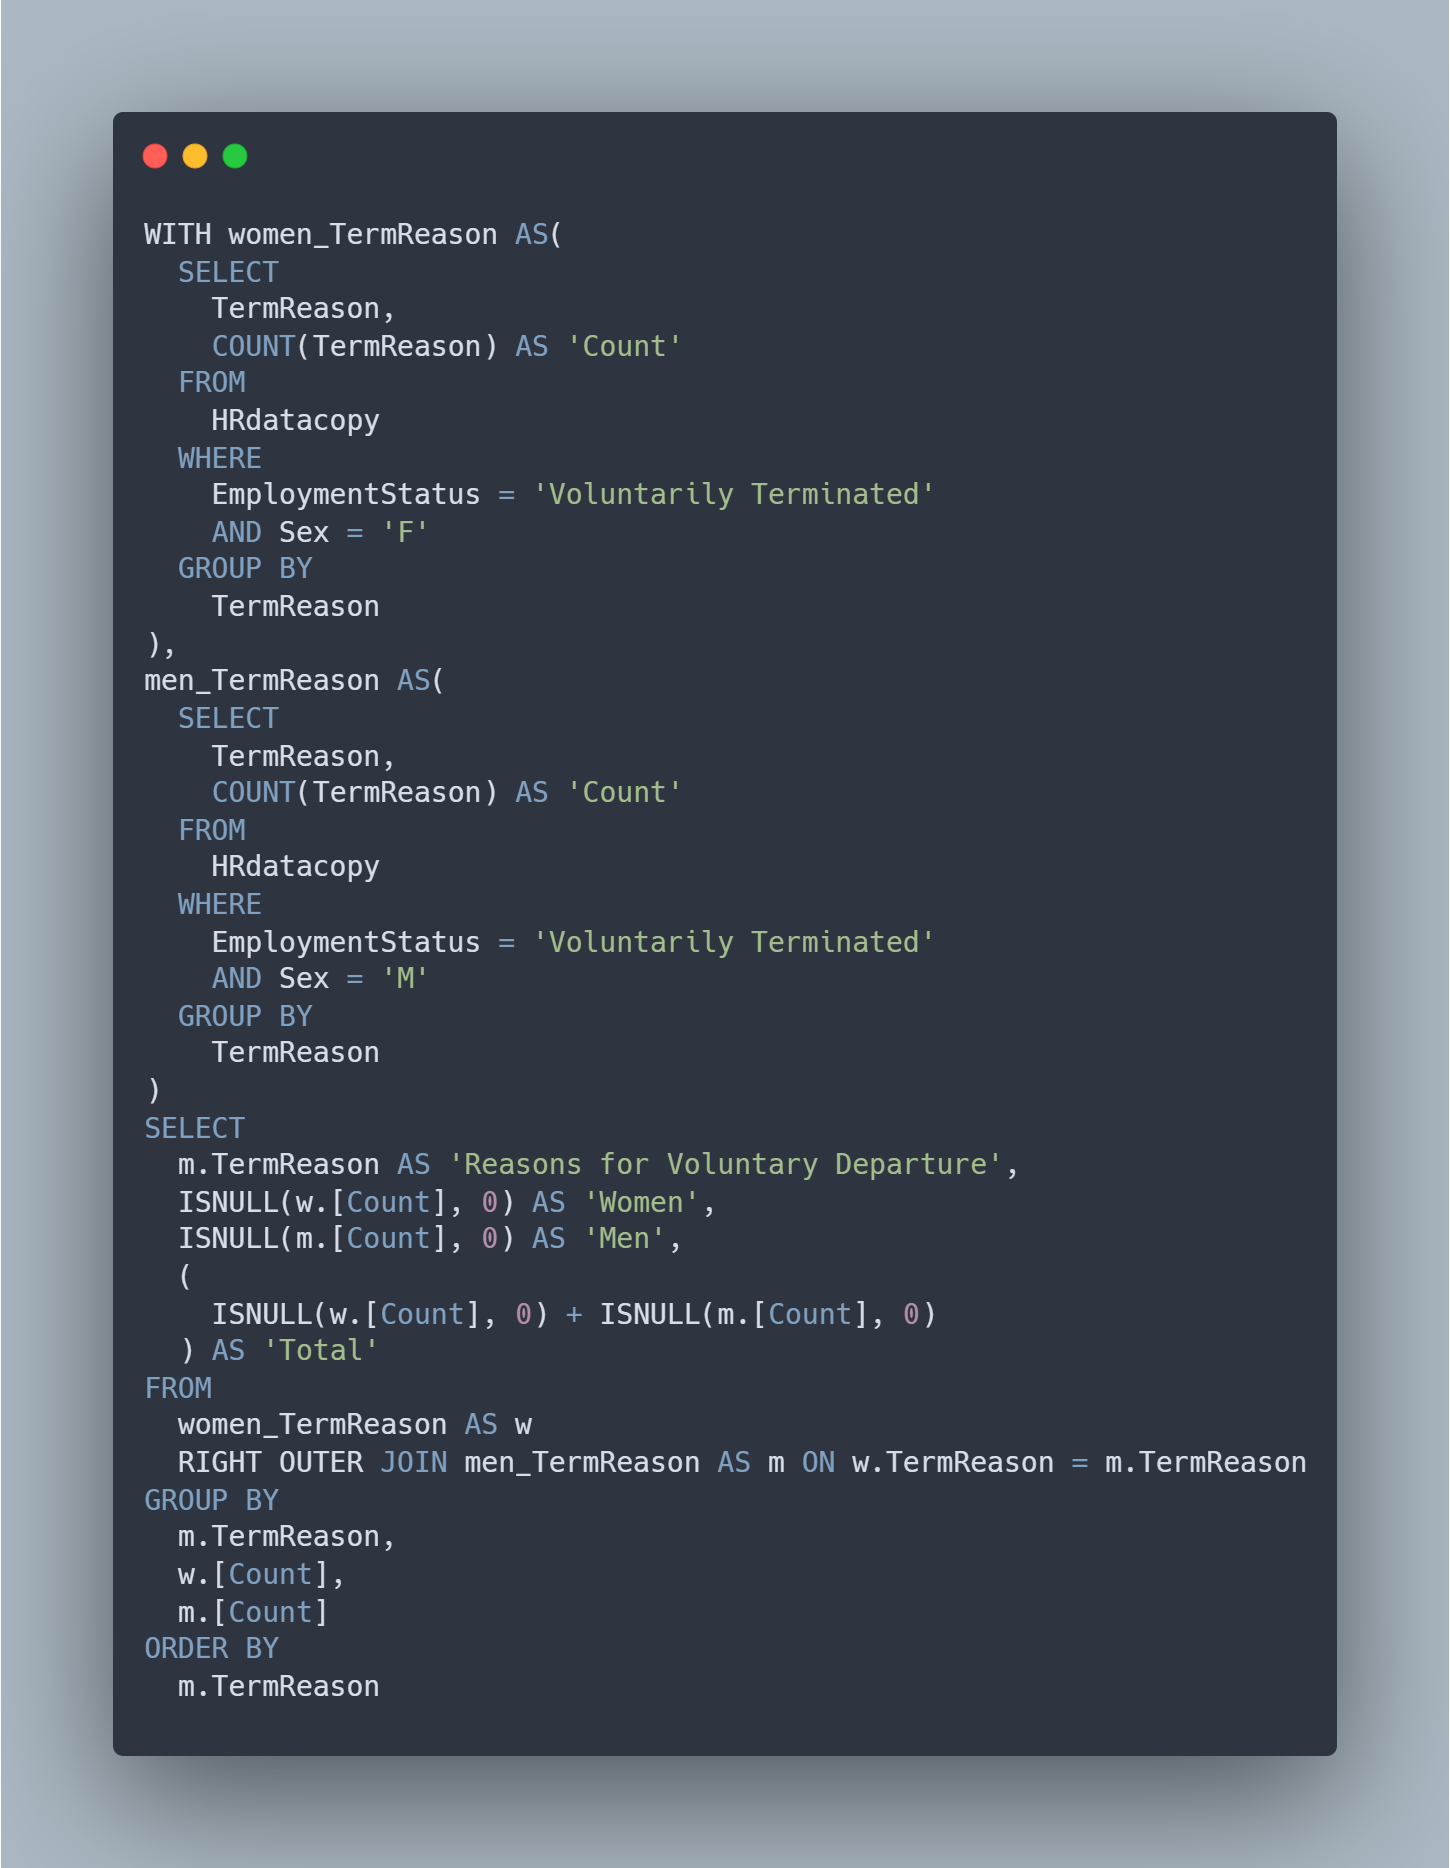 WITH women_TermReason AS(
  SELECT
    TermReason,
    COUNT(TermReason) AS 'Count'
  FROM
    HRdatacopy
  WHERE
    EmploymentStatus = 'Voluntarily Terminated'
    AND Sex = 'F'
  GROUP BY
    TermReason
),
men_TermReason AS(
  SELECT
    TermReason,
    COUNT(TermReason) AS 'Count'
  FROM
    HRdatacopy
  WHERE
    EmploymentStatus = 'Voluntarily Terminated'
    AND Sex = 'M'
  GROUP BY
    TermReason
)
SELECT
  m.TermReason AS 'Reasons for Voluntary Departure',
  ISNULL(w.[Count], 0) AS 'Women',
  ISNULL(m.[Count], 0) AS 'Men',
  (
    ISNULL(w.[Count], 0) + ISNULL(m.[Count], 0)
  ) AS 'Total'
FROM
  women_TermReason AS w
  RIGHT OUTER JOIN men_TermReason AS m ON w.TermReason = m.TermReason
GROUP BY
  m.TermReason,
  w.[Count],
  m.[Count]
ORDER BY
  m.TermReason